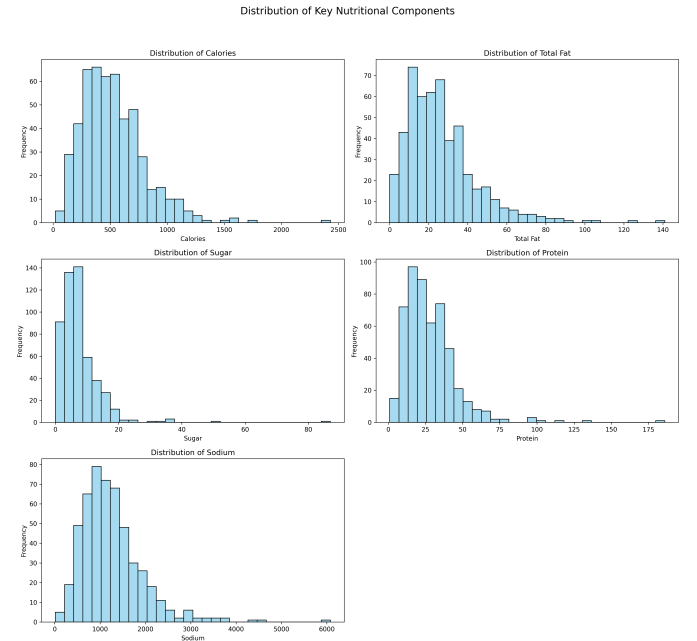 Distribution of Key Nutritional Components
Distribution of Calories
Frequency
60
50
40
30
20
10
0
0 500 1000 1500 2000 2500
Calories
Distribution of Total Fat
Frequency
70
60
50
40
30
20
10
0
0 20 40 60 80 100 120 140
Total Fat
Distribution of Sugar
Frequency
140
120
100
80
60
40
20
0
0 20 40 60 80
Sugar
Distribution of Protein
Frequency
100
80
60
40
20
0
0 25 50 75 100 125 150 175
Protein
Distribution of Sodium
Frequency
80
70
60
50
40
30
20
10
0
0 1000 2000 3000 4000 5000 6000
Sodium